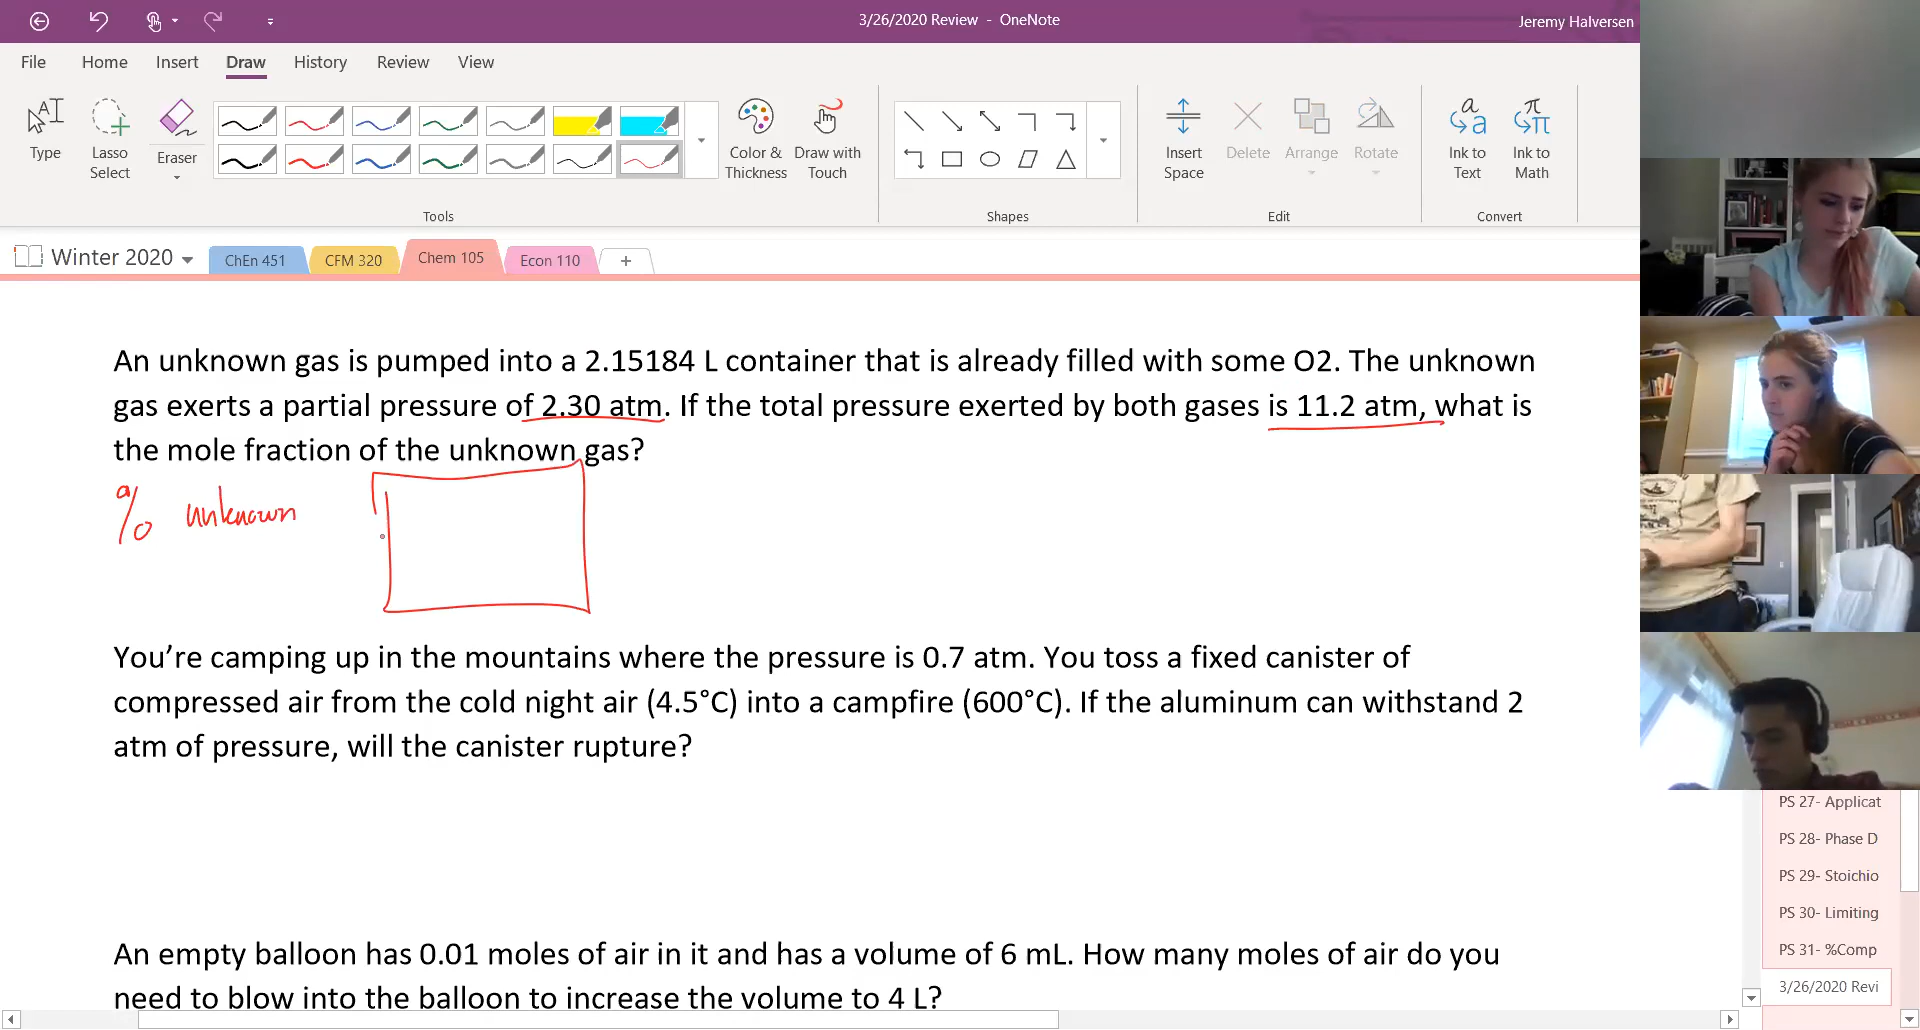 3/26/2020 Review - OneNote
Jeremy Halversen
File Home Insert Draw History Review View
Type
Lasso Select
Eraser
Color & Thickness
Draw with Touch
Insert Space
Delete
Arrange
Rotate
Ink to Text
Ink to Math
Tools
Shapes
Edit
Convert
Winter 2020
ChEn 451
CFM 320
Chem 105
Econ 110
An unknown gas is pumped into a 2.15184 L container that is already filled with some O2. The unknown
gas exerts a partial pressure of 2.30 atm. If the total pressure exerted by both gases is 11.2 atm, what is
the mole fraction of the unknown gas?
% unknown
You’re camping up in the mountains where the pressure is 0.7 atm. You toss a fixed canister of
compressed air from the cold night air (4.5°C) into a campfire (600°C). If the aluminum can withstand 2
atm of pressure, will the canister rupture?
An empty balloon has 0.01 moles of air in it and has a volume of 6 mL. How many moles of air do you
need to blow into the balloon to increase the volume to 4 L?
PS 27- Applicat
PS 28- Phase D
PS 29- Stoichio
PS 30- Limiting
PS 31- %Comp
3/26/2020 Revi